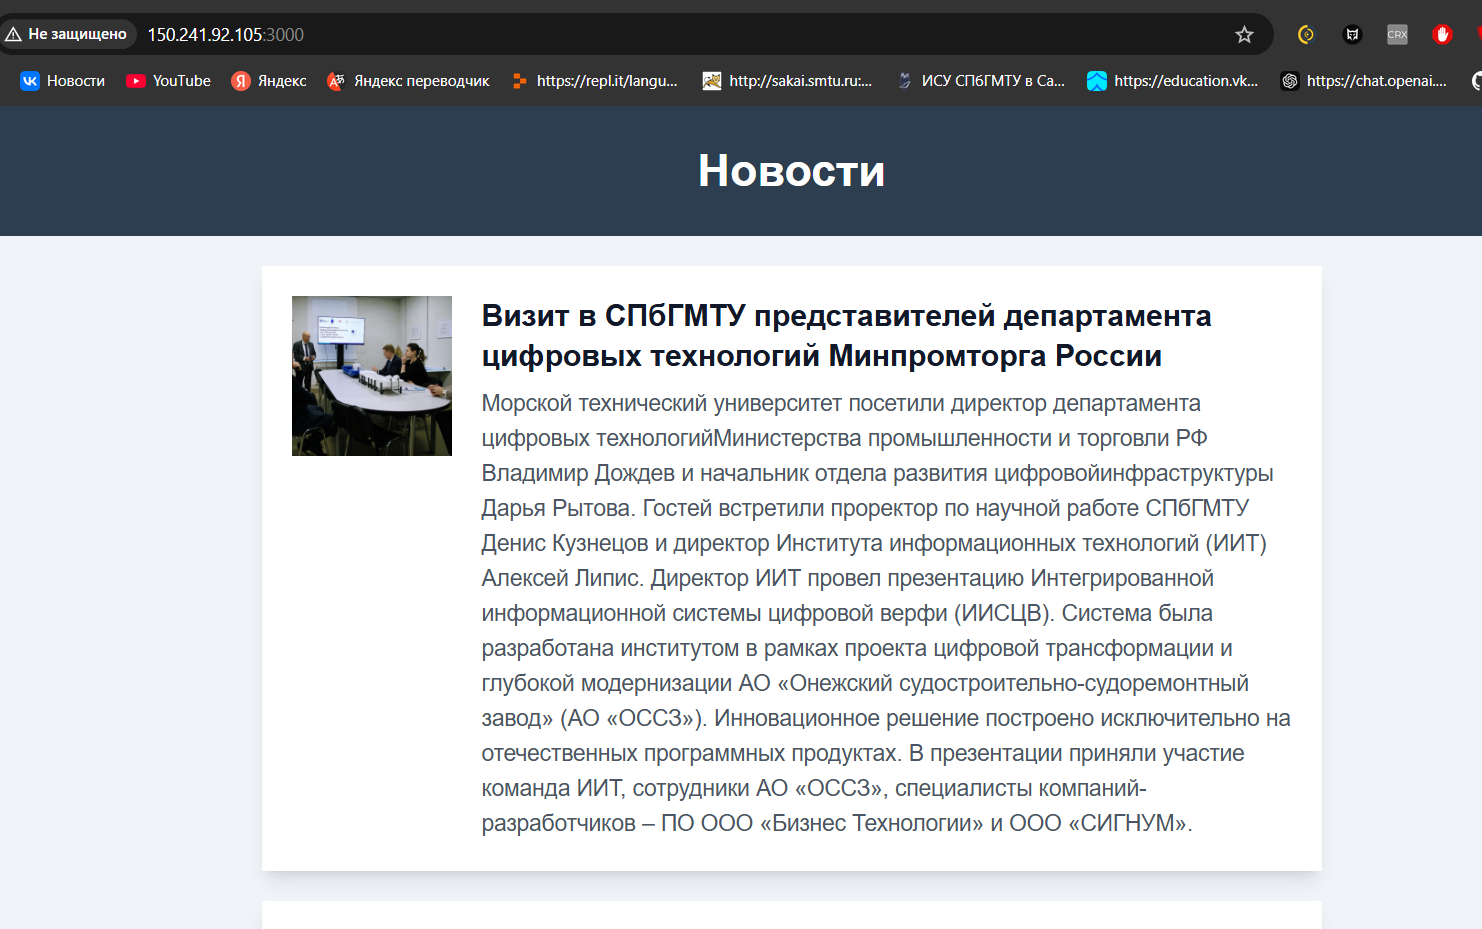 Не защищено 150.241.92.105:3000
CRX
Новости YouTube Яндекс Яндекс переводчик https://repl.it/langu... http://sakai.smtu.ru:... ИСУ СПбГМТУ в Са... https://education.vk... https://chat.openai....
Новости
Визит в СПбГМТУ представителей департамента
цифровых технологий Минпромторга России
Морской технический университет посетили директор департамента
цифровых технологийМинистерства промышленности и торговли РФ
Владимир Дождев и начальник отдела развития цифровойинфраструктуры
Дарья Рытова. Гостей встретили проректор по научной работе СПбГМТУ
Денис Кузнецов и директор Института информационных технологий (ИИТ)
Алексей Липис. Директор ИИТ провел презентацию Интегрированной
информационной системы цифровой верфи (ИИСЦВ). Система была
разработана институтом в рамках проекта цифровой трансформации и
глубокой модернизации АО «Онежский судостроительно-судоремонтный
завод» (АО «ОССЗ»). Инновационное решение построено исключительно на
отечественных программных продуктах. В презентации приняли участие
команда ИИТ, сотрудники АО «ОССЗ», специалисты компаний-
разработчиков – ПО ООО «Бизнес Технологии» и ООО «СИГНУМ».